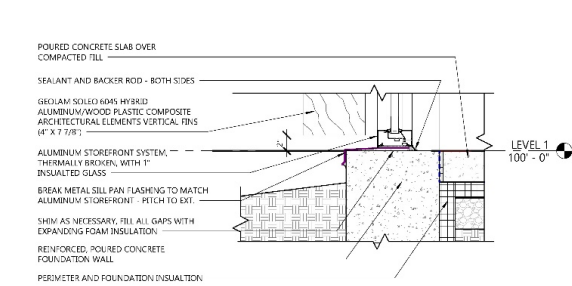 POURED CONCRETE SLAB OVER
COMPACTED FILL
SEALANT AND BACKER ROD - BOTH SIDES
GEOLAM SOLEO 6045 HYBRID
ALUMINUM/WOOD PLASTIC COMPOSITE
ARCHITECTURAL ELEMENTS VERTICAL FINS
(4" X 7 7/8")
2"
LEVEL 1
100' - 0"
ALUMINUM STOREFRONT SYSTEM,
THERMALLY BROKEN, WITH 1"
INSUALTED GLASS
BREAK METAL SILL PAN FLASHING TO MATCH
ALUMINUM STOREFRONT - PITCH TO EXT.
SHIM AS NECESSARY, FILL ALL GAPS WITH
EXPANDING FOAM INSULATION
REINFORCED, POURED CONCRETE
FOUNDATION WALL
PERIMETER AND FOUNDATION INSUALTION